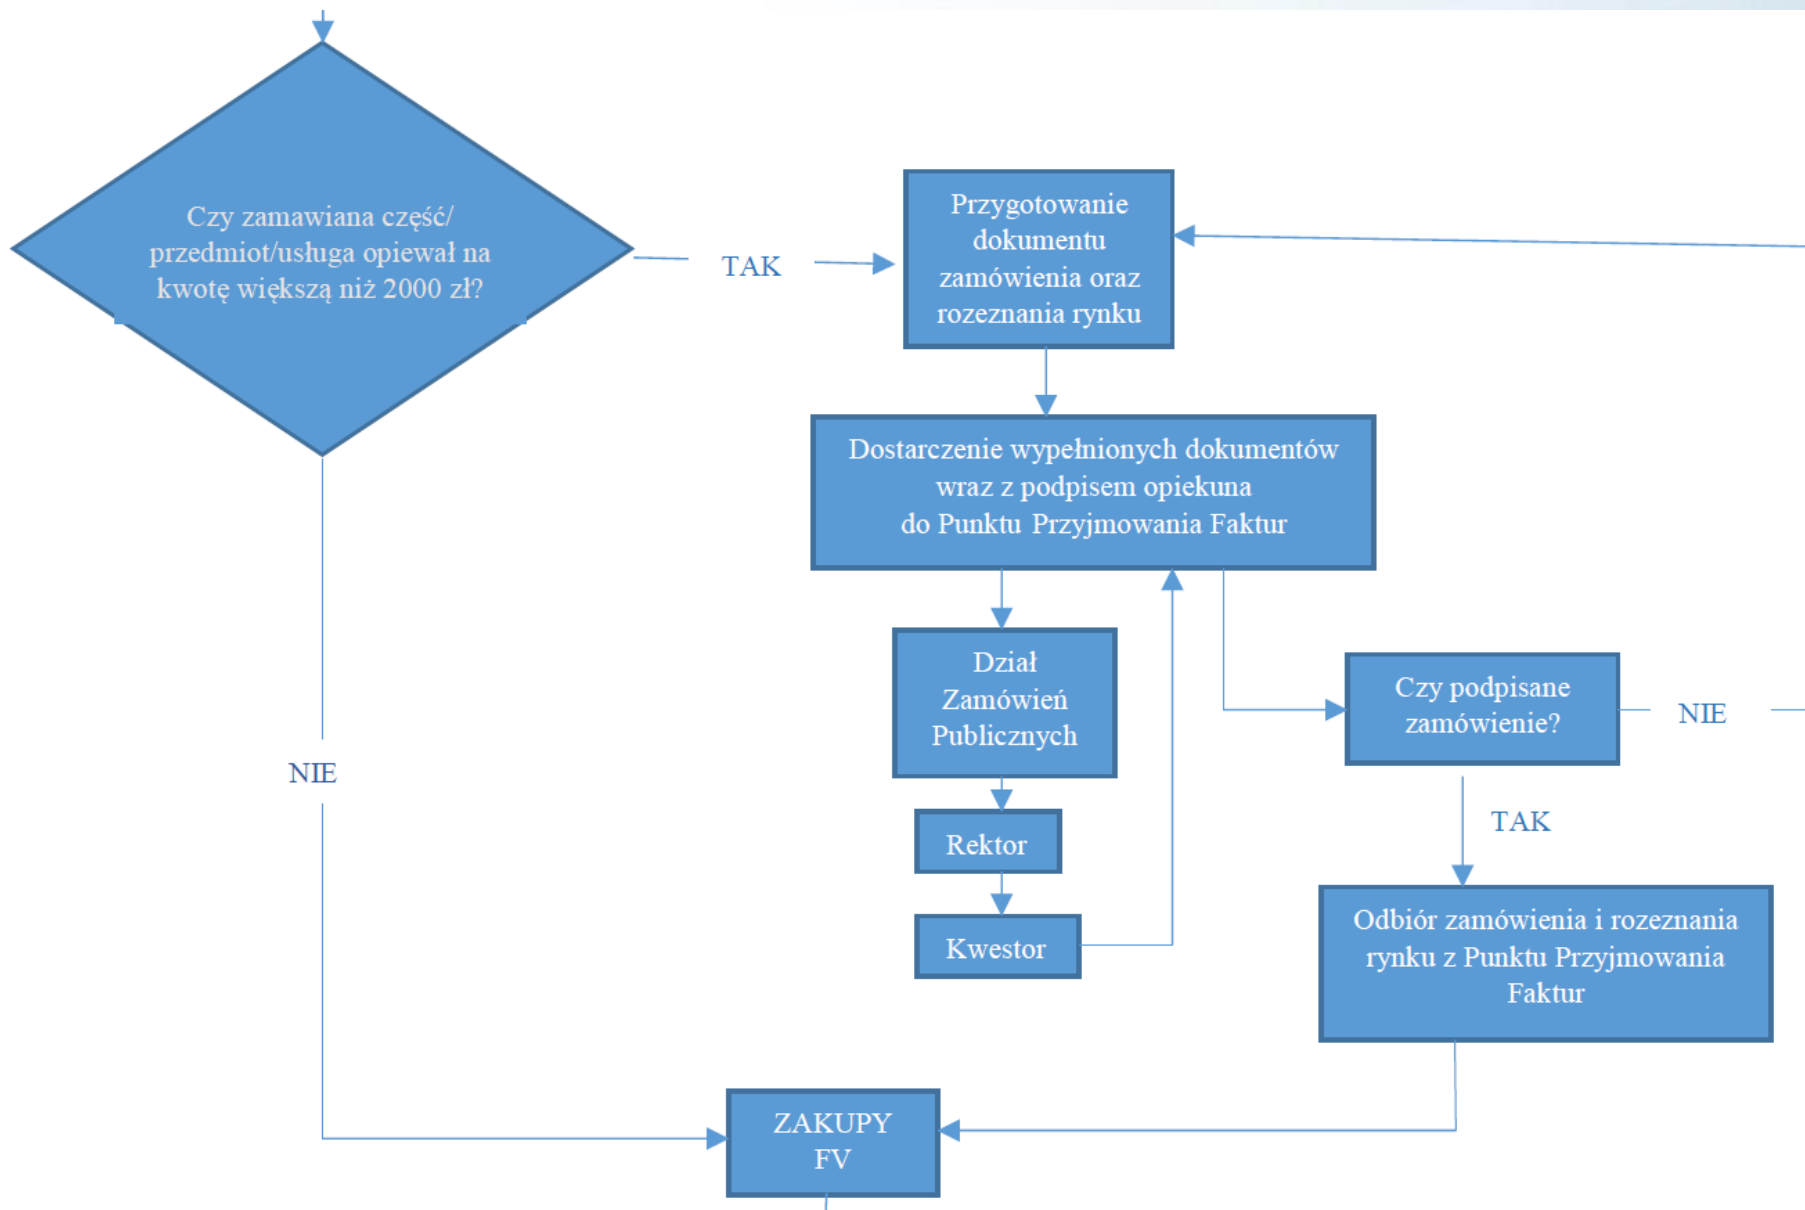 Czy zamawiana część/
przedmiot/usługa opiewał na
kwotę większą niż 2000 zł?
TAK
Przygotowanie
dokumentu
zamówienia oraz
rozeznania rynku
Dostarczenie wypełnionych dokumentów
wraz z podpisem opiekuna
do Punktu Przyjmowania Faktur
Dział
Zamówień
Publicznych
Rektor
Kwestor
Czy podpisane
zamówienie?
NIE
TAK
Odbiór zamówienia i rozeznania
rynku z Punktu Przyjmowania
Faktur
NIE
ZAKUPY
FV